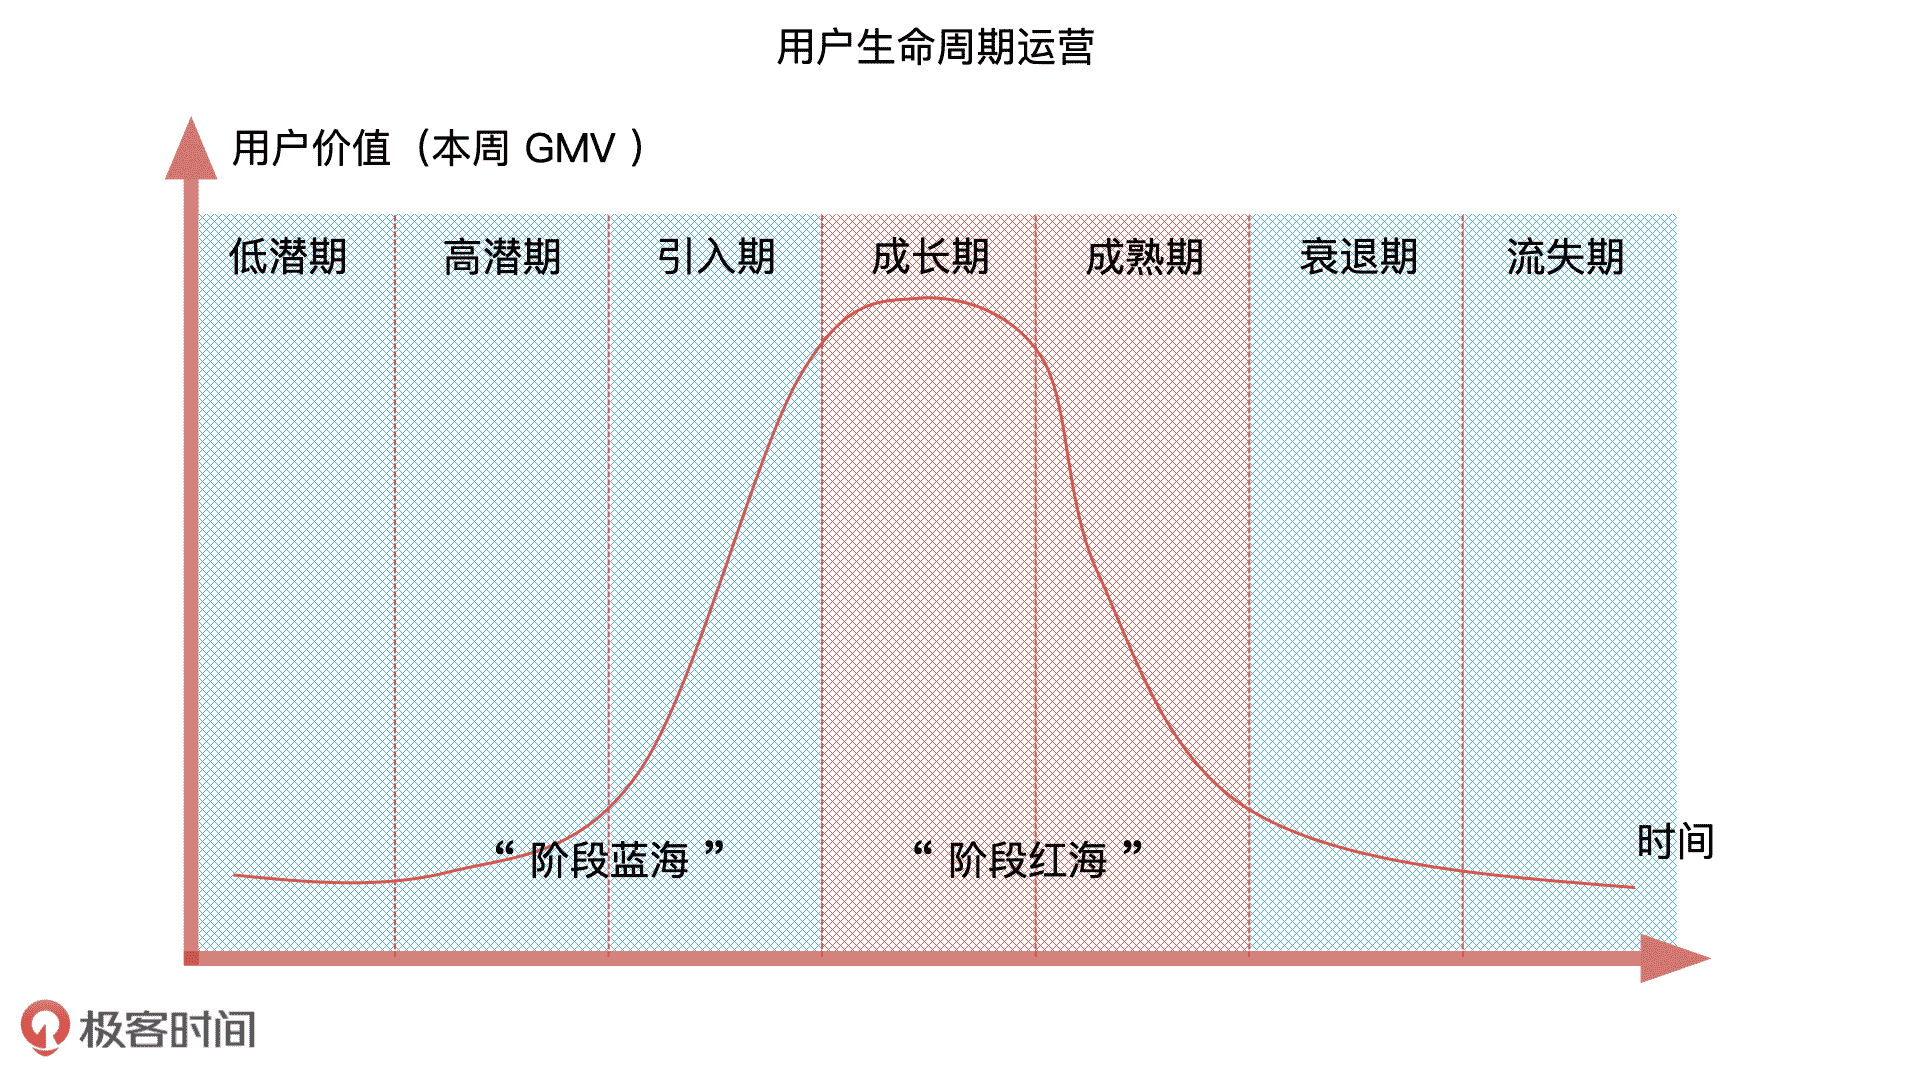 用户生命周期运营
用户价值（本周 GMV ）
低潜期 高潜期 引入期 成长期 成熟期 衰退期 流失期
“ 阶段蓝海 ” “ 阶段红海 ”
时间
极客时间